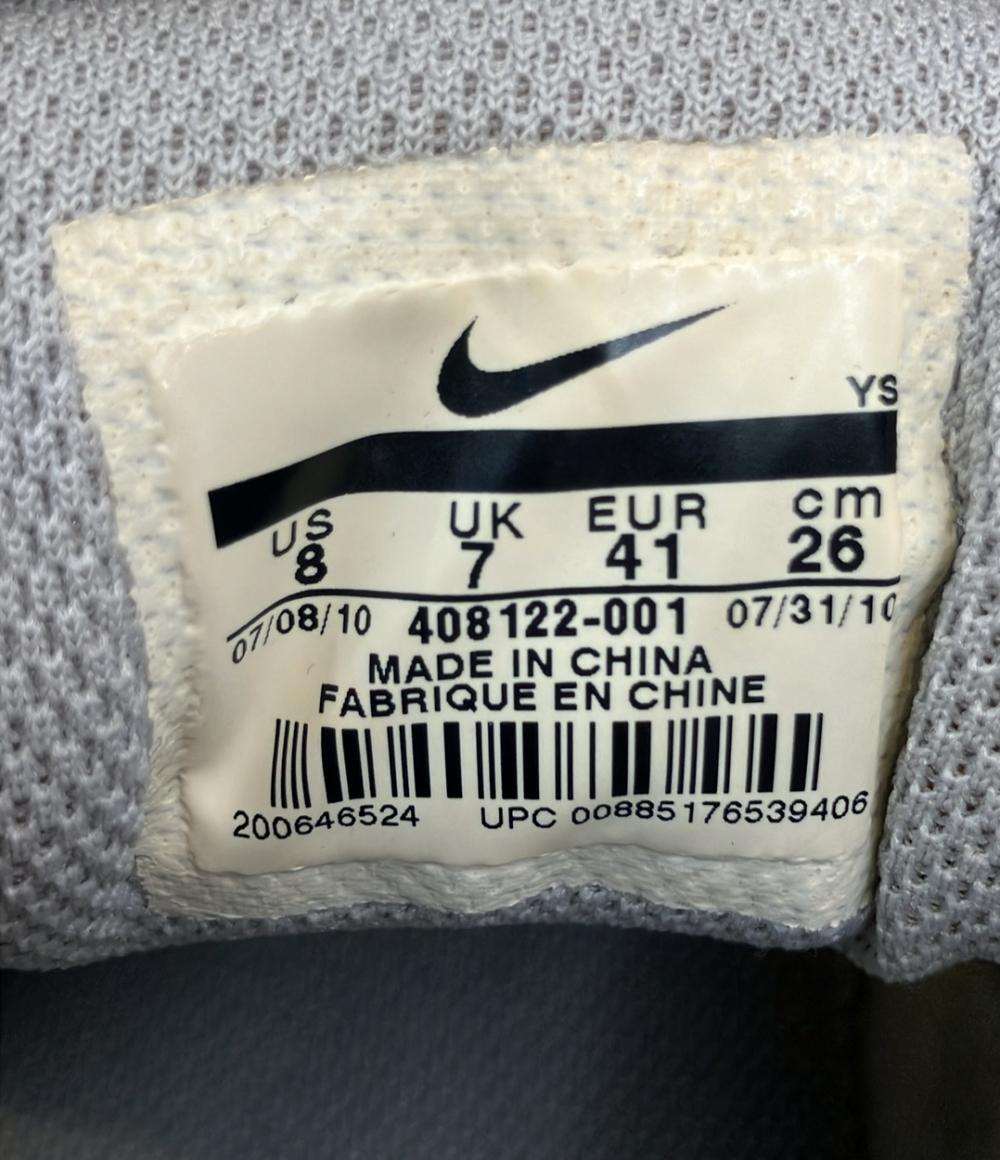 YS
US UK EUR cm
8 7 41 26
07/08/10 408122-001 07/31/10
MADE IN CHINA
FABRIQUE EN CHINE
200646524 UPC 00885176539406